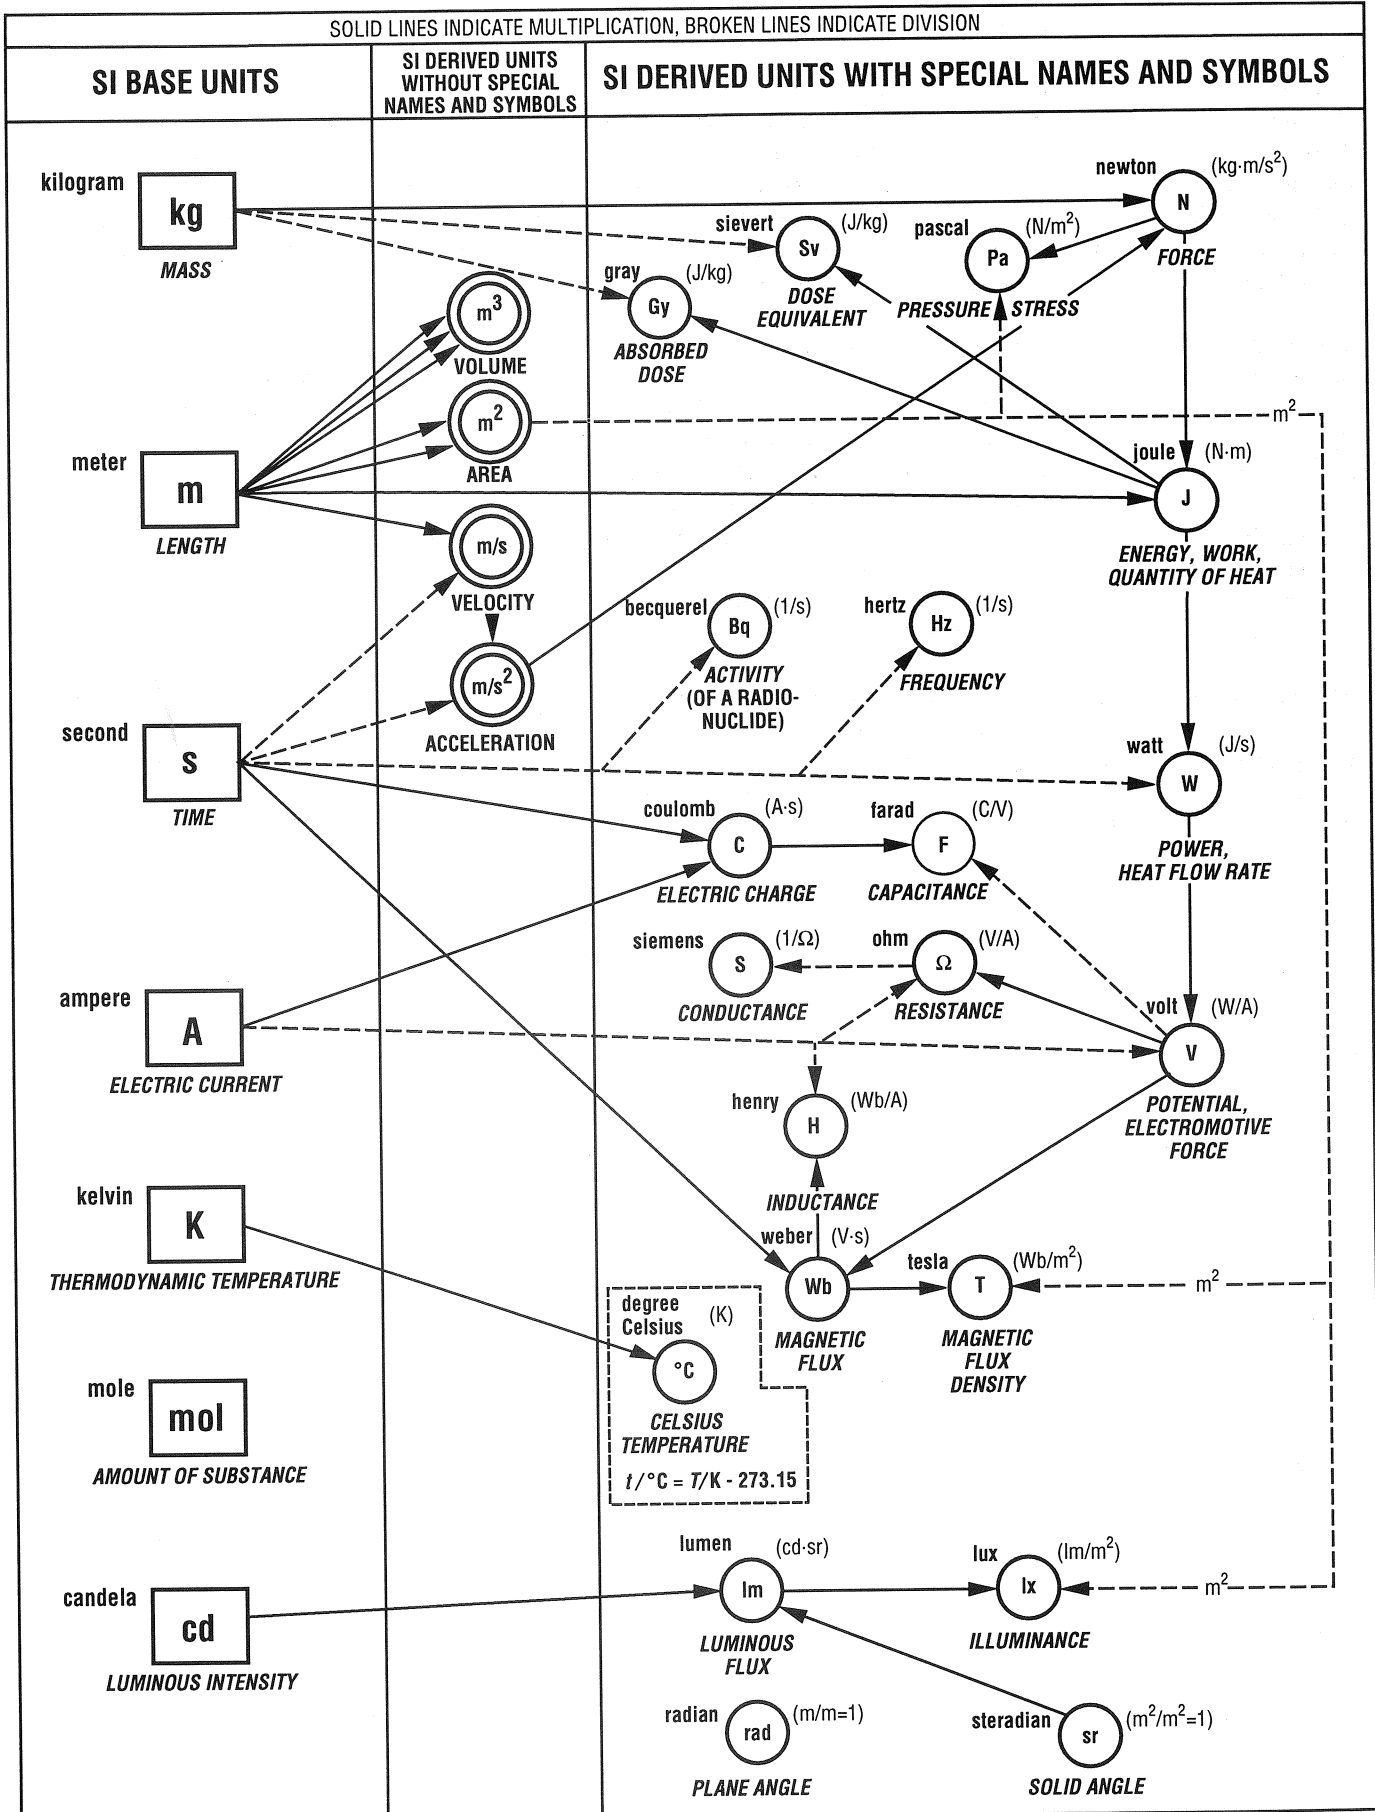 SOLID LINES INDICATE MULTIPLICATION, BROKEN LINES INDICATE DIVISION
SI BASE UNITS
SI DERIVED UNITS
WITHOUT SPECIAL
NAMES AND SYMBOLS
SI DERIVED UNITS WITH SPECIAL NAMES AND SYMBOLS
kilogram
kg
MASS
newton
(kg·m/s²)
N
FORCE
sievert
(J/kg)
Sv
DOSE
EQUIVALENT
pascal
(N/m²)
Pa
PRESSURE STRESS
gray
(J/kg)
Gy
ABSORBED
DOSE
m³
VOLUME
m²
AREA
m²
meter
m
LENGTH
joule
(N·m)
J
ENERGY, WORK,
QUANTITY OF HEAT
m/s
VELOCITY
m/s²
ACCELERATION
becquerel
(1/s)
Bq
ACTIVITY
(OF A RADIO-
NUCLIDE)
hertz
(1/s)
Hz
FREQUENCY
second
s
TIME
watt
(J/s)
W
POWER,
HEAT FLOW RATE
coulomb
(A·s)
C
ELECTRIC CHARGE
farad
(C/V)
F
CAPACITANCE
siemens
(1/Ω)
S
CONDUCTANCE
ohm
(V/A)
Ω
RESISTANCE
ampere
A
ELECTRIC CURRENT
volt
(W/A)
V
POTENTIAL,
ELECTROMOTIVE
FORCE
henry
(Wb/A)
H
INDUCTANCE
kelvin
K
THERMODYNAMIC TEMPERATURE
weber
(V·s)
Wb
MAGNETIC
FLUX
tesla
(Wb/m²)
T
MAGNETIC
FLUX
DENSITY
m²
degree
Celsius
(K)
°C
CELSIUS
TEMPERATURE
t/°C = T/K - 273.15
mole
mol
AMOUNT OF SUBSTANCE
candela
cd
LUMINOUS INTENSITY
lumen
(cd·sr)
lm
LUMINOUS
FLUX
lux
(lm/m²)
lx
ILLUMINANCE
m²
radian
(m/m=1)
rad
PLANE ANGLE
steradian
(m²/m²=1)
sr
SOLID ANGLE